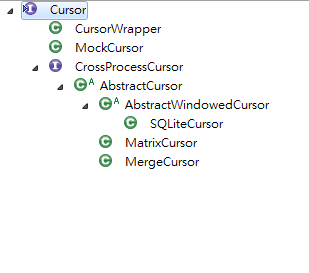 Cursor
CursorWrapper
MockCursor
CrossProcessCursor
AbstractCursor
AbstractWindowedCursor
SQLiteCursor
MatrixCursor
MergeCursor